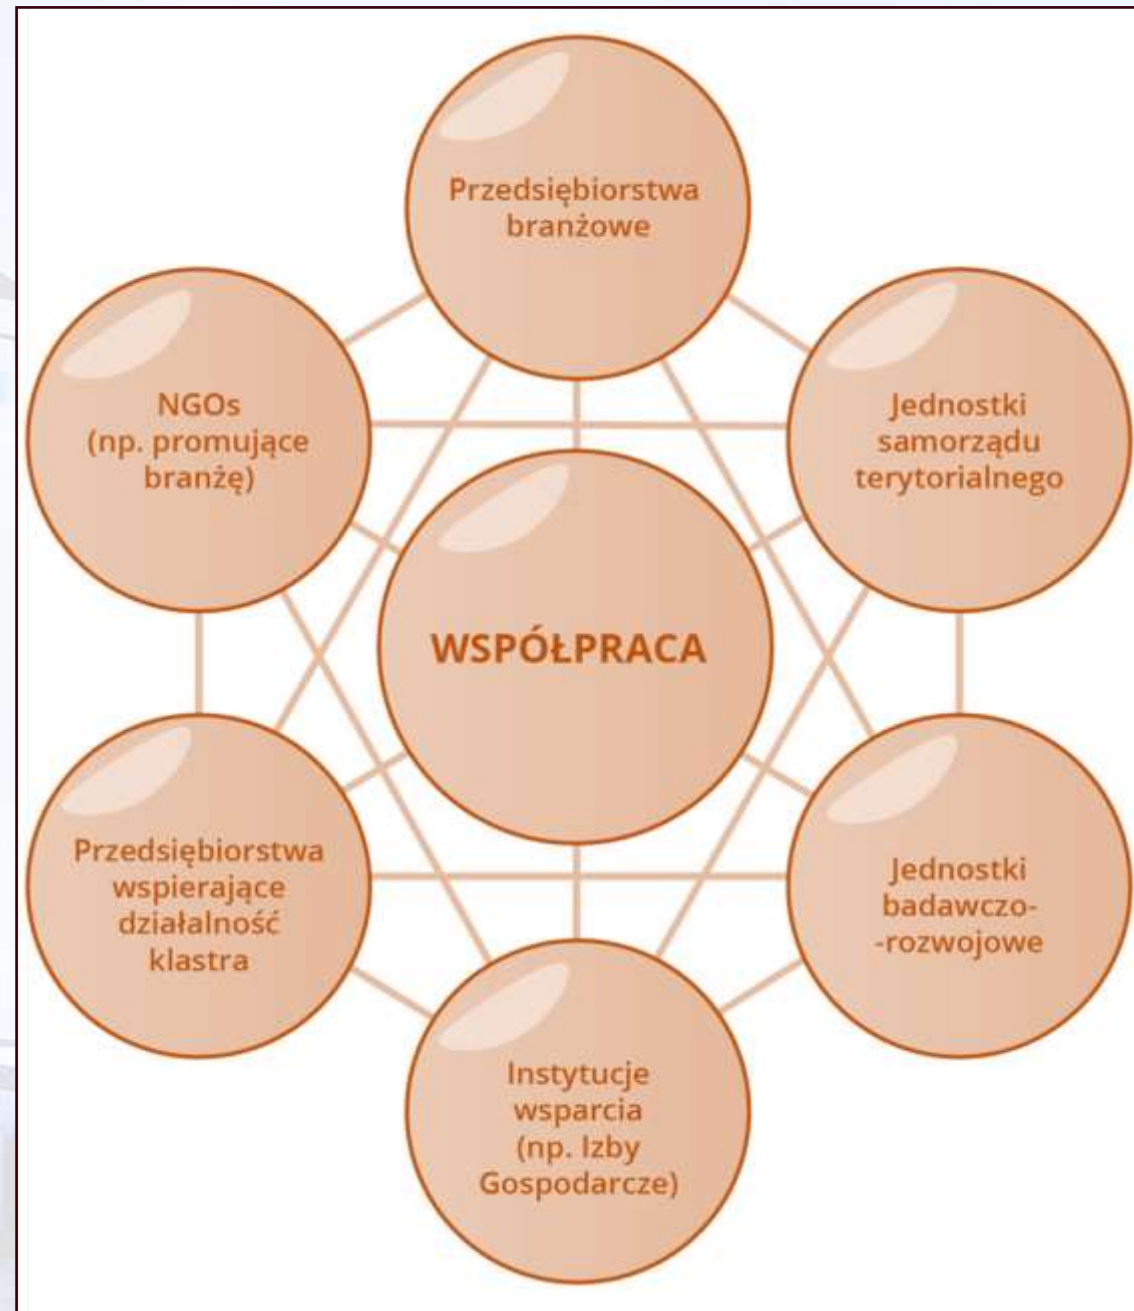 Przedsiębiorstwa
branżowe
NGOs
(np. promujące
branżę)
Jednostki
samorządu
terytorialnego
WSPÓŁPRACA
Przedsiębiorstwa
wspierające
działalność
klastra
Jednostki
badawczo-
-rozwojowe
Instytucje
wsparcia
(np. Izby
Gospodarcze)